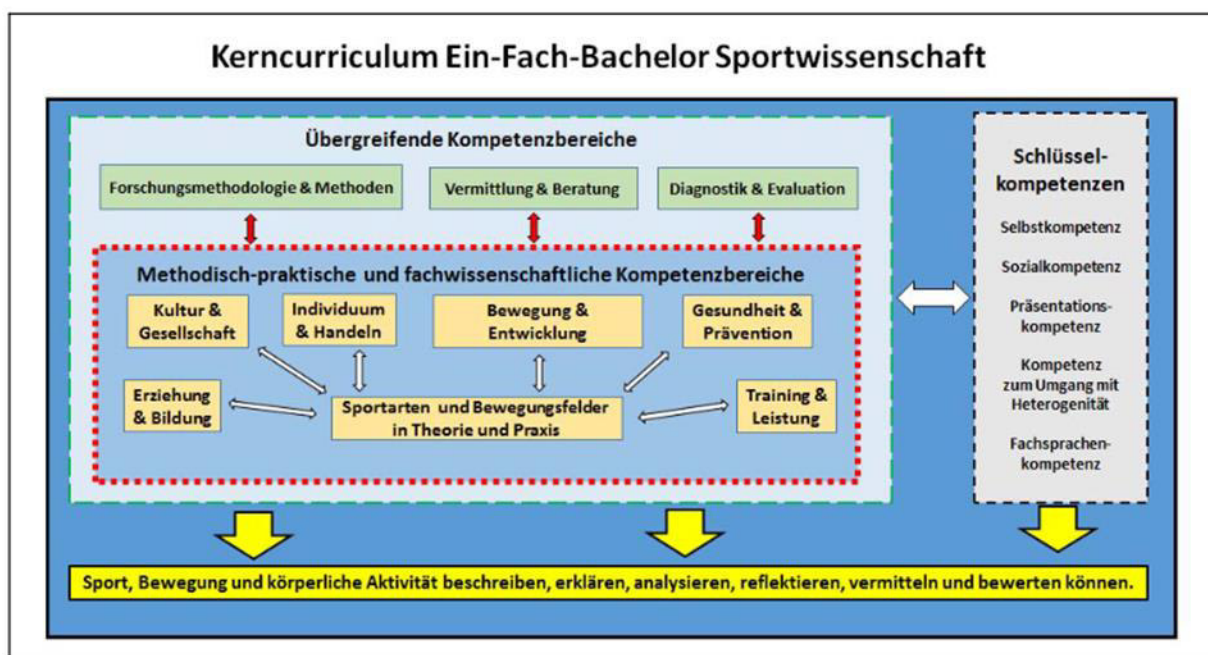 Kerncurriculum Ein-Fach-Bachelor Sportwissenschaft
Übergreifende Kompetenzbereiche
Forschungsmethodologie & Methoden
Vermittlung & Beratung
Diagnostik & Evaluation
Methodisch-praktische und fachwissenschaftliche Kompetenzbereiche
Kultur &
Gesellschaft
Individuum
& Handeln
Bewegung &
Entwicklung
Gesundheit &
Prävention
Erziehung
& Bildung
Sportarten und Bewegungsfelder
in Theorie und Praxis
Training &
Leistung
Schlüssel-
kompetenzen
Selbstkompetenz
Sozialkompetenz
Präsentations-
kompetenz
Kompetenz
zum Umgang mit
Heterogenität
Fachsprachen-
kompetenz
Sport, Bewegung und körperliche Aktivität beschreiben, erklären, analysieren, reflektieren, vermitteln und bewerten können.